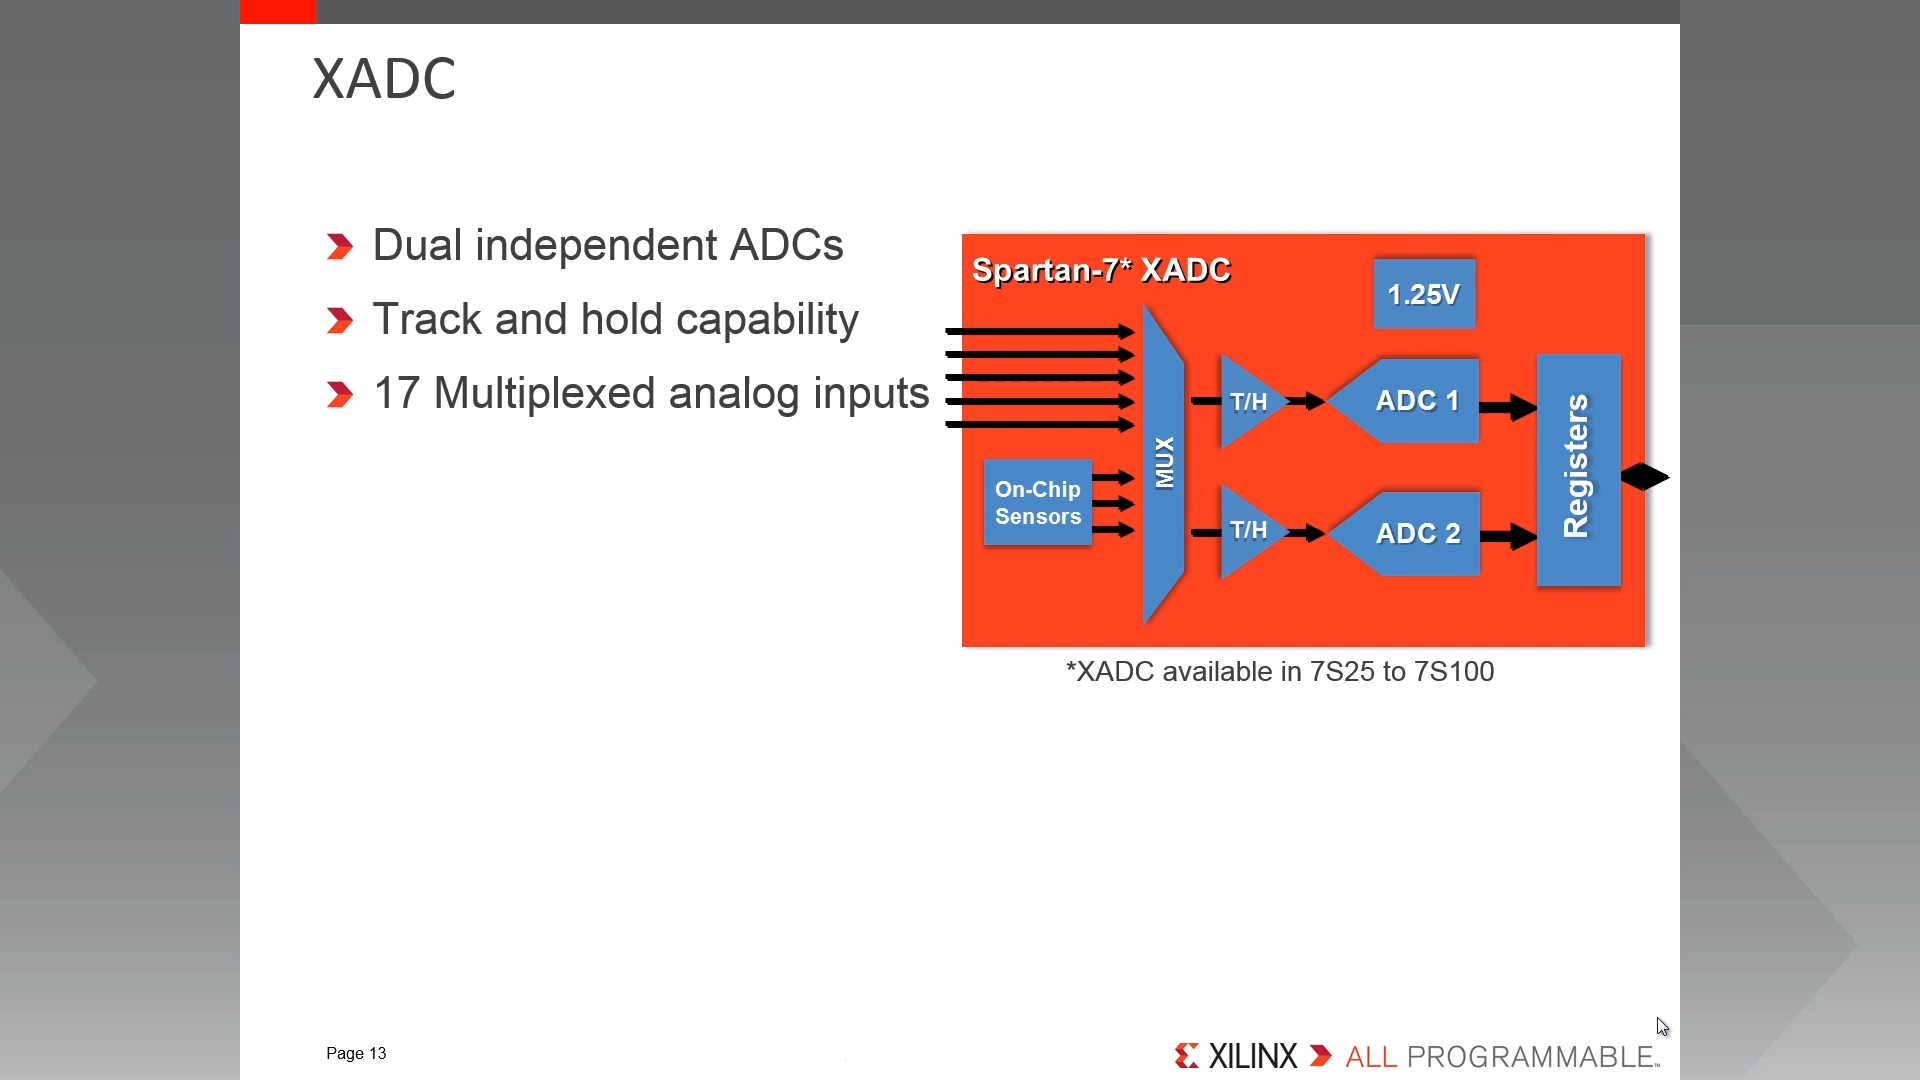 XADC
Dual independent ADCs
Track and hold capability
17 Multiplexed analog inputs
Spartan-7* XADC
1.25V
MUX
T/H
ADC 1
Registers
On-Chip
Sensors
T/H
ADC 2
*XADC available in 7S25 to 7S100
Page 13
XILINX ALL PROGRAMMABLE™